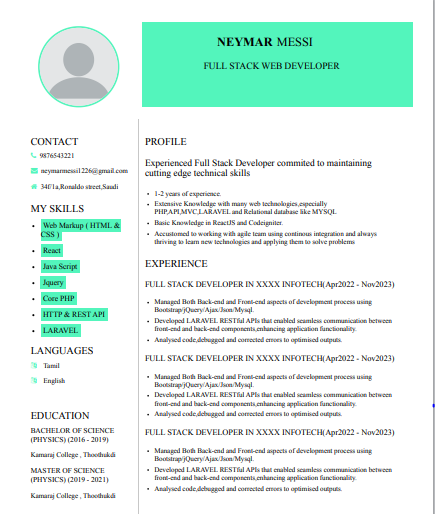 NEYMAR MESSI
FULL STACK WEB DEVELOPER
CONTACT
9876543221
neymarmessi1226@gmail.com
34f/1a,Ronaldo street,Saudi
MY SKILLS
Web Markup ( HTML &
CSS )
React
Java Script
Jquery
Core PHP
HTTP & REST API
LARAVEL
LANGUAGES
Tamil
English
EDUCATION
BACHELOR OF SCIENCE
(PHYSICS) (2016 - 2019)
Kamaraj College , Thoothukdi
MASTER OF SCIENCE
(PHYSICS) (2019 - 2021)
Kamaraj College , Thoothukdi
PROFILE
Experienced Full Stack Developer commited to maintaining
cutting edge technical skills
1-2 years of experience.
Extensive Knowledge with many web technologies,especially
PHP,API,MVC,LARAVEL and Relational database like MYSQL
Basic Knowledge in ReactJS and Codeigniter.
Accustomed to working with agile team using continous integration and always
thriving to learn new technologies and applying them to solve problems
EXPERIENCE
FULL STACK DEVELOPER IN XXXX INFOTECH(Apr2022 - Nov2023)
Managed Both Back-end and Front-end aspects of development process using
Bootstrap/jQuery/Ajax/Json/Mysql.
Developed LARAVEL RESTful APIs that enabled seamless communication between
front-end and back-end components,enhancing application functionality.
Analysed code,debugged and corrected errors to optimised outputs.
FULL STACK DEVELOPER IN XXXX INFOTECH(Apr2022 - Nov2023)
Managed Both Back-end and Front-end aspects of development process using
Bootstrap/jQuery/Ajax/Json/Mysql.
Developed LARAVEL RESTful APIs that enabled seamless communication between
front-end and back-end components,enhancing application functionality.
Analysed code,debugged and corrected errors to optimised outputs.
FULL STACK DEVELOPER IN XXXX INFOTECH(Apr2022 - Nov2023)
Managed Both Back-end and Front-end aspects of development process using
Bootstrap/jQuery/Ajax/Json/Mysql.
Developed LARAVEL RESTful APIs that enabled seamless communication between
front-end and back-end components,enhancing application functionality.
Analysed code,debugged and corrected errors to optimised outputs.